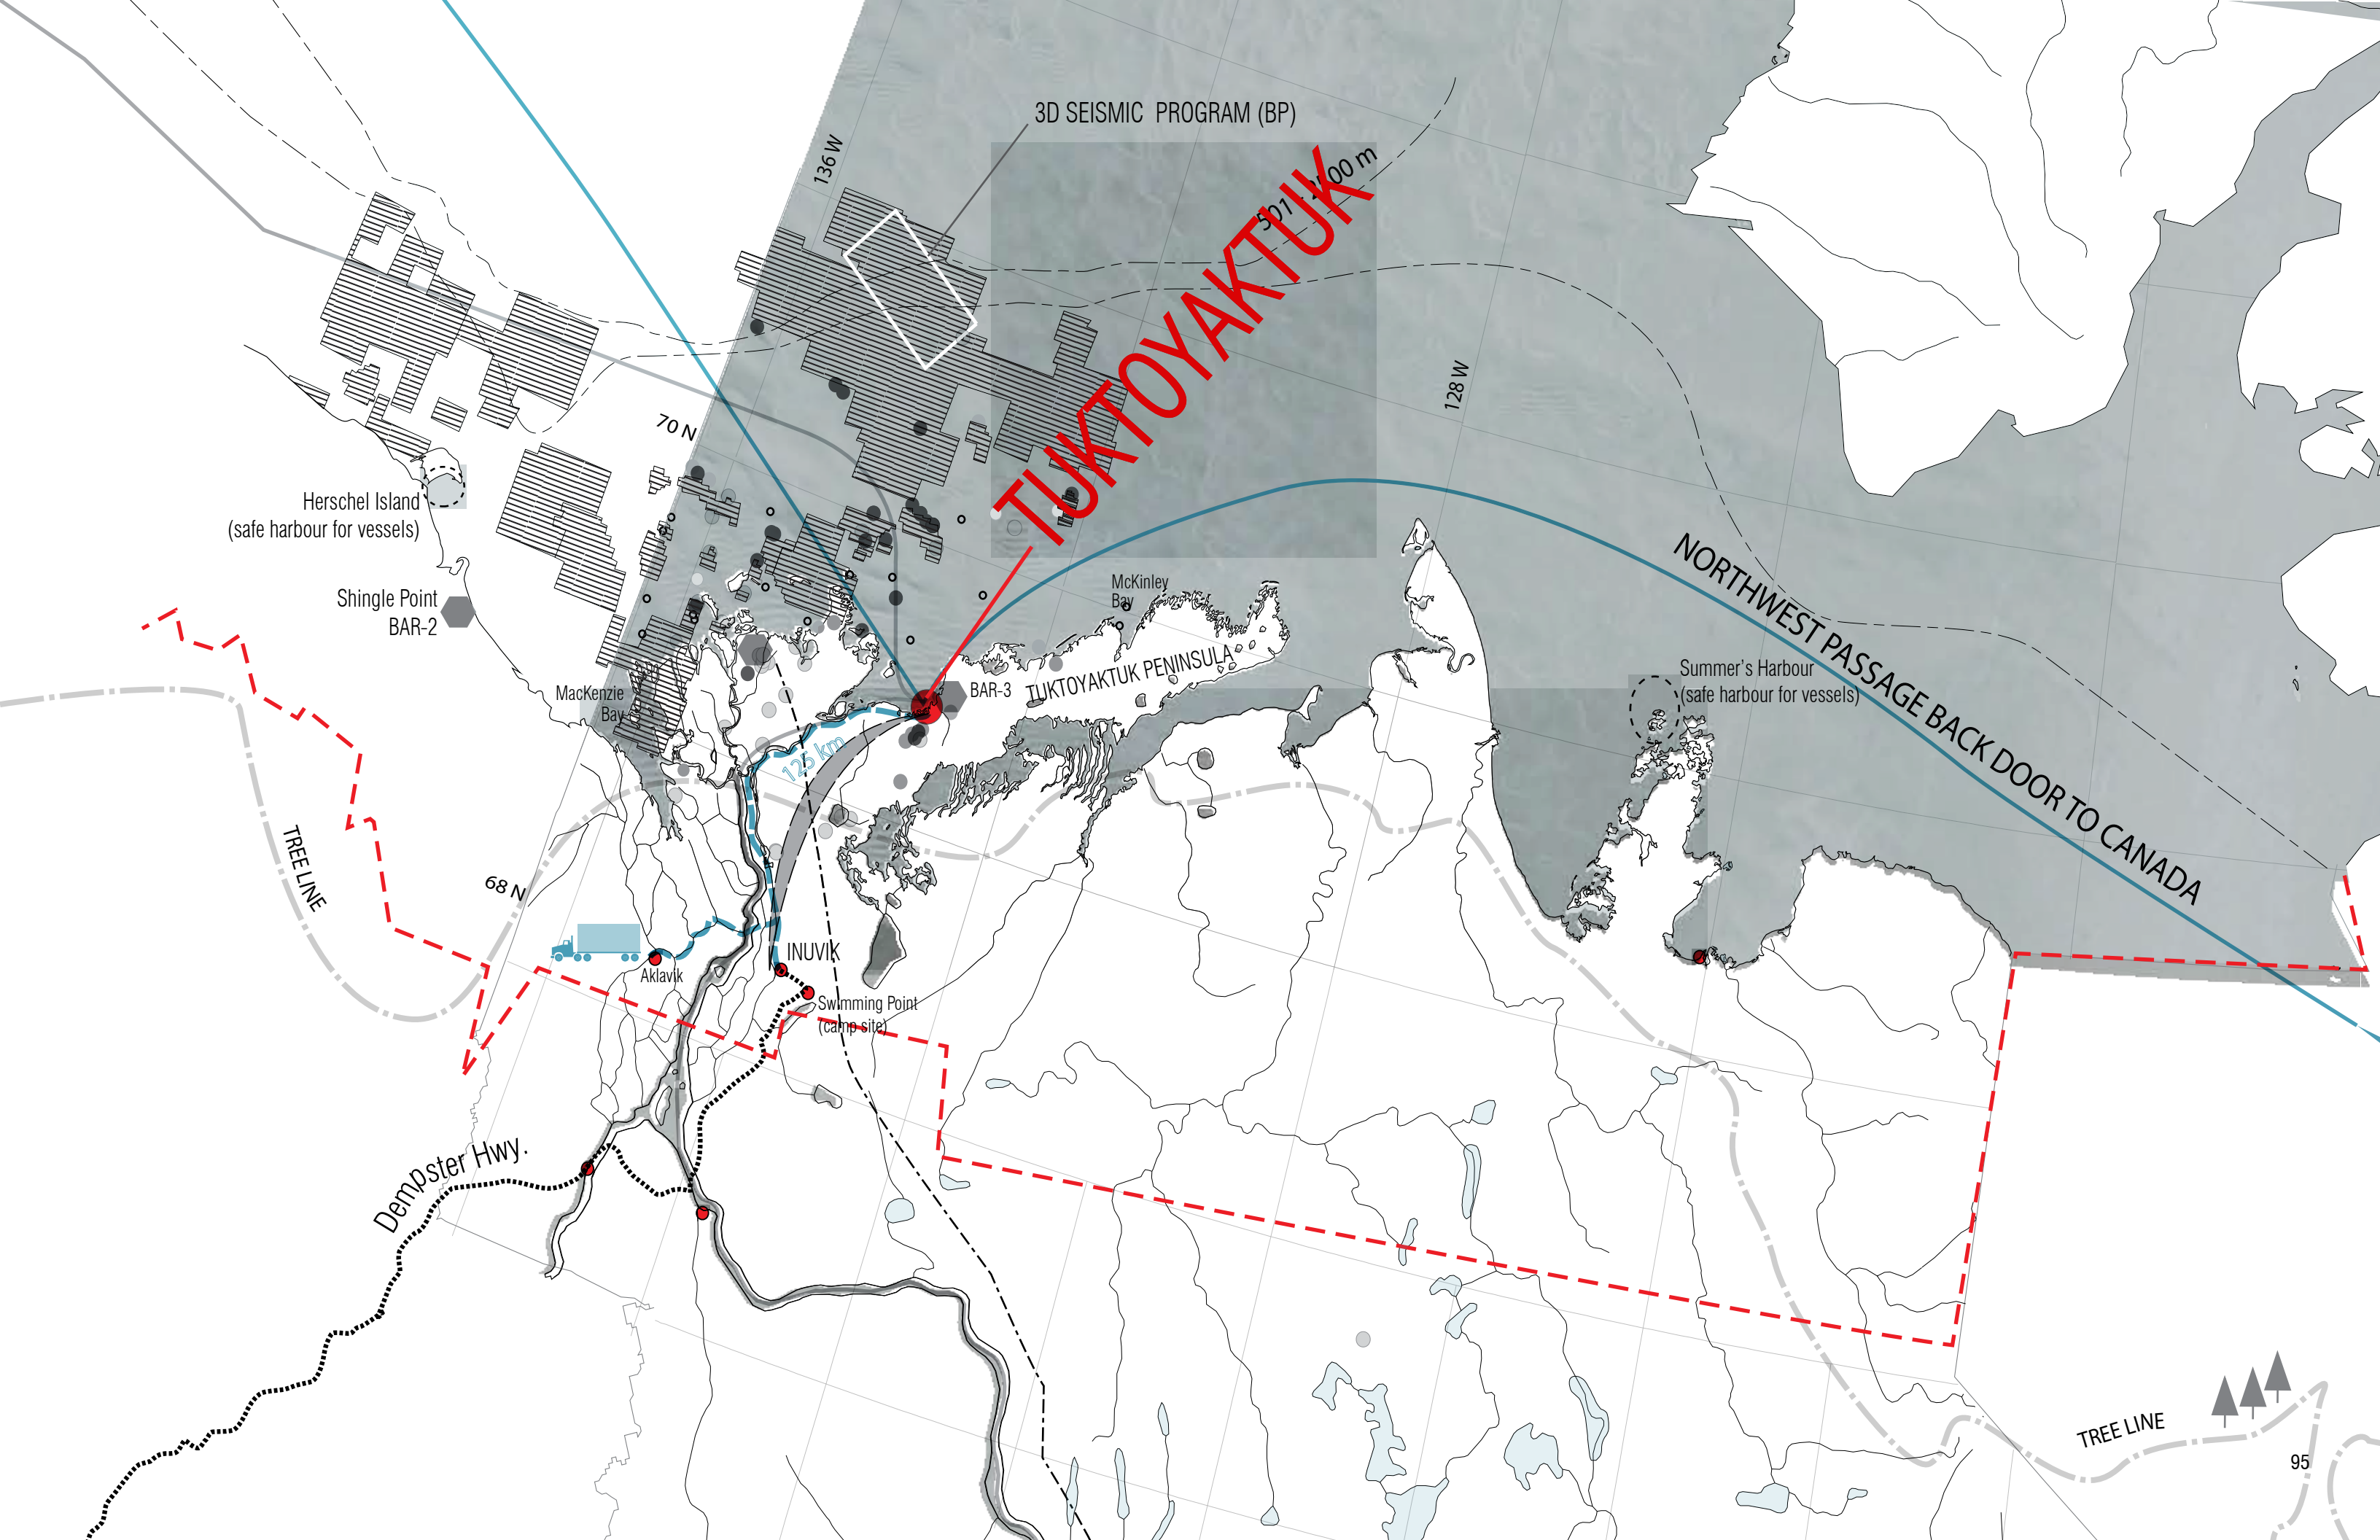 3D SEISMIC PROGRAM (BP)
136 W
501 - 2500 m
TUKTOYAKTUK
128 W
70 N
Herschel Island
(safe harbour for vessels)
Shingle Point
BAR-2
McKinley
Bay
NORTHWEST PASSAGE BACK DOOR TO CANADA
TUKTOYAKTUK PENINSULA
Summer's Harbour
(safe harbour for vessels)
BAR-3
MacKenzie
Bay
125 km
TREE LINE
68 N
INUVIK
Aklavik
Swimming Point
(camp site)
Dempster Hwy.
TREE LINE
95